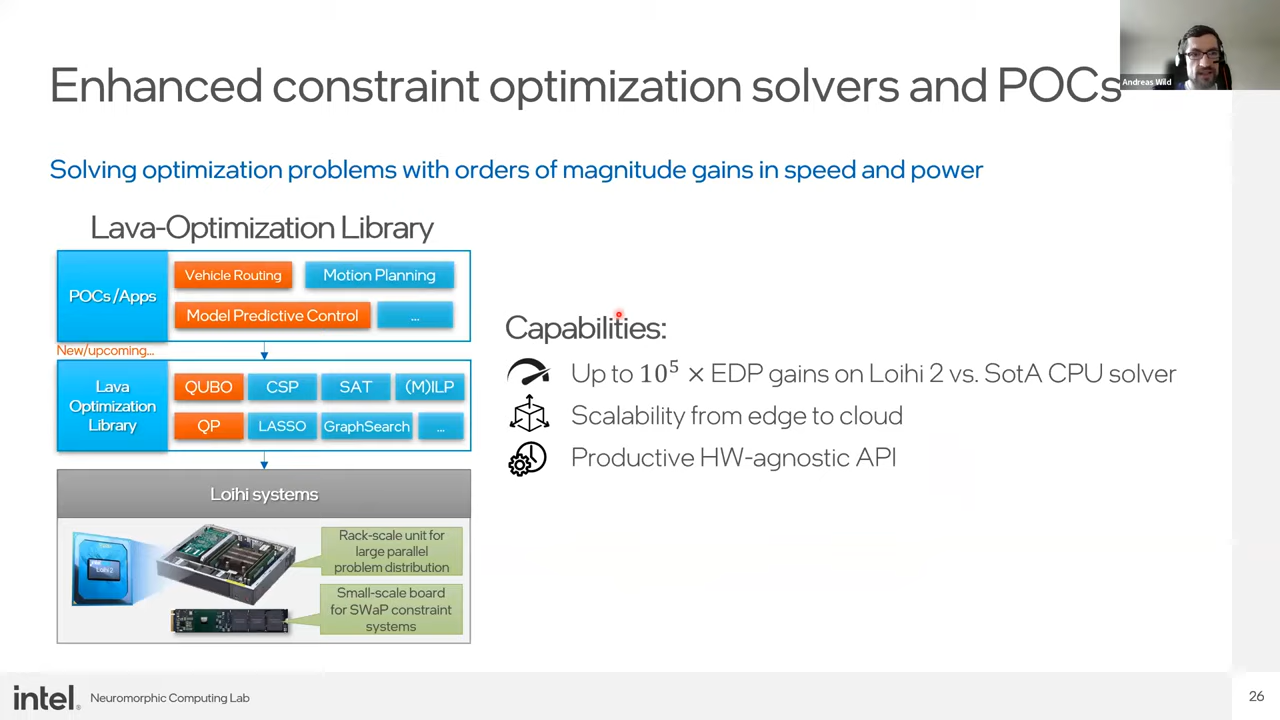 Andreas Wild
Enhanced constraint optimization solvers and POCs
Solving optimization problems with orders of magnitude gains in speed and power
Lava-Optimization Library
POCs/Apps
Vehicle Routing
Motion Planning
Model Predictive Control
...
New/upcoming...
Lava
Optimization
Library
QUBO
CSP
SAT
(M)ILP
QP
LASSO
GraphSearch
...
Loihi systems
Loihi 2
Rack-scale unit for
large parallel
problem distribution
Small-scale board
for SWaP constraint
systems
Capabilities:
Up to 10⁵ × EDP gains on Loihi 2 vs. SotA CPU solver
Scalability from edge to cloud
Productive HW-agnostic API
intel.
Neuromorphic Computing Lab
26